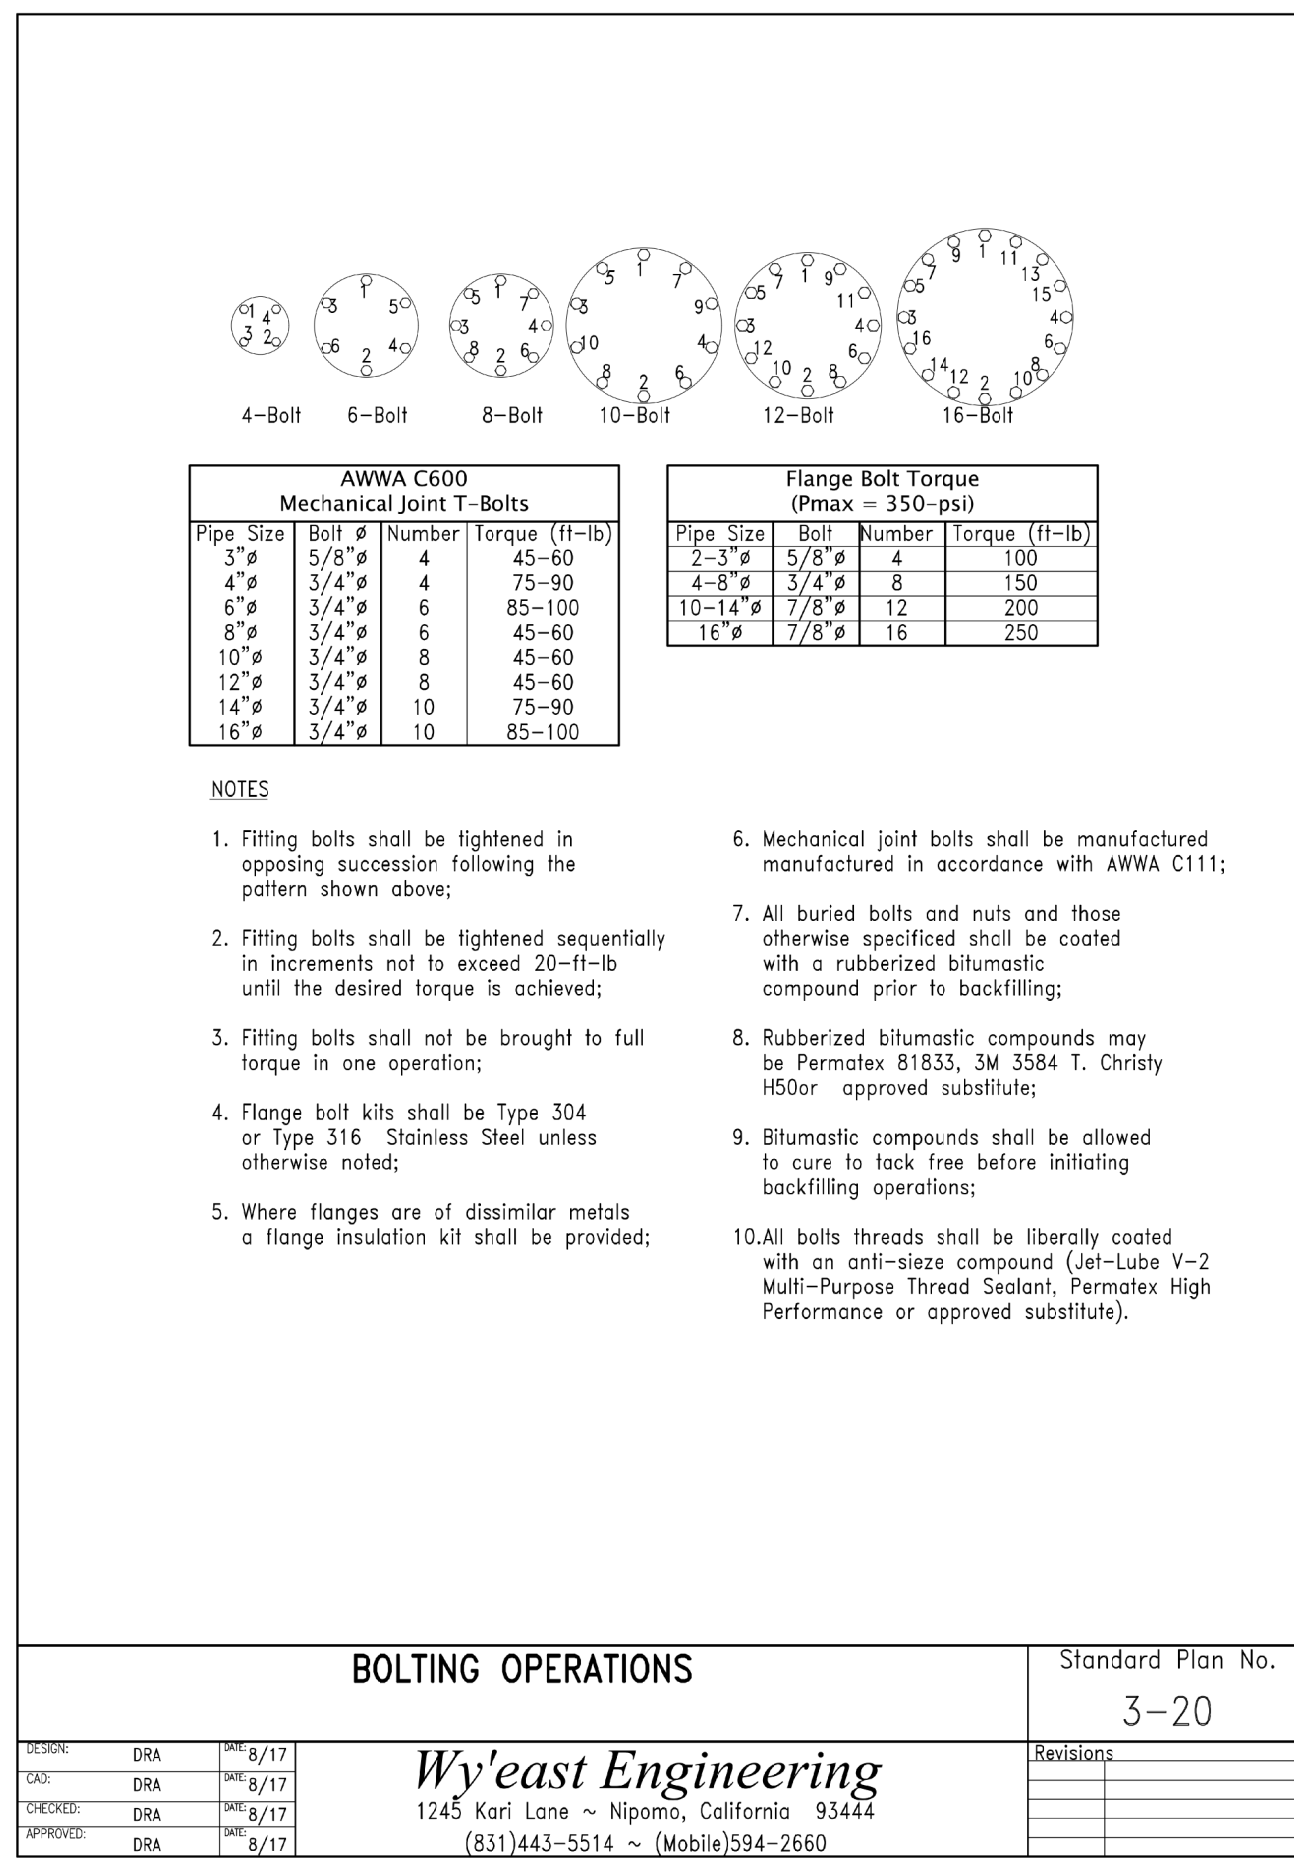 1 4
3 2
4-Bolt
1
3 5
6 4
2
6-Bolt
5 1 7
3 4
8 2 6
8-Bolt
5 1 7
3 9
10 4
8 2 6
10-Bolt
7 1 9
5 11
3 4
12 6
10 2 8
12-Bolt
9 1 11
7 13
5 15
3 4
16 6
14 8
12 2 10
16-Bolt
AWWA C600
Mechanical Joint T-Bolts
Pipe Size Bolt ø Number Torque (ft-lb)
3"ø 5/8"ø 4 45-60
4"ø 3/4"ø 4 75-90
6"ø 3/4"ø 6 85-100
8"ø 3/4"ø 6 45-60
10"ø 3/4"ø 8 45-60
12"ø 3/4"ø 8 45-60
14"ø 3/4"ø 10 75-90
16"ø 3/4"ø 10 85-100
Flange Bolt Torque
(Pmax = 350-psi)
Pipe Size Bolt Number Torque (ft-lb)
2-3"ø 5/8"ø 4 100
4-8"ø 3/4"ø 8 150
10-14"ø 7/8"ø 12 200
16"ø 7/8"ø 16 250
NOTES
1. Fitting bolts shall be tightened in
opposing succession following the
pattern shown above;
2. Fitting bolts shall be tightened sequentially
in increments not to exceed 20-ft-lb
until the desired torque is achieved;
3. Fitting bolts shall not be brought to full
torque in one operation;
4. Flange bolt kits shall be Type 304
or Type 316 Stainless Steel unless
otherwise noted;
5. Where flanges are of dissimilar metals
a flange insulation kit shall be provided;
6. Mechanical joint bolts shall be manufactured
manufactured in accordance with AWWA C111;
7. All buried bolts and nuts and those
otherwise specificed shall be coated
with a rubberized bitumastic
compound prior to backfilling;
8. Rubberized bitumastic compounds may
be Permatex 81833, 3M 3584 T. Christy
H50or approved substitute;
9. Bitumastic compounds shall be allowed
to cure to tack free before initiating
backfilling operations;
10.All bolts threads shall be liberally coated
with an anti-sieze compound (Jet-Lube V-2
Multi-Purpose Thread Sealant, Permatex High
Performance or approved substitute).
BOLTING OPERATIONS
Standard Plan No.
3-20
DESIGN: DRA DATE: 8/17
CAD: DRA DATE: 8/17
CHECKED: DRA DATE: 8/17
APPROVED: DRA DATE: 8/17
Wy'east Engineering
1245 Kari Lane ~ Nipomo, California 93444
(831)443-5514 ~ (Mobile)594-2660
Revisions